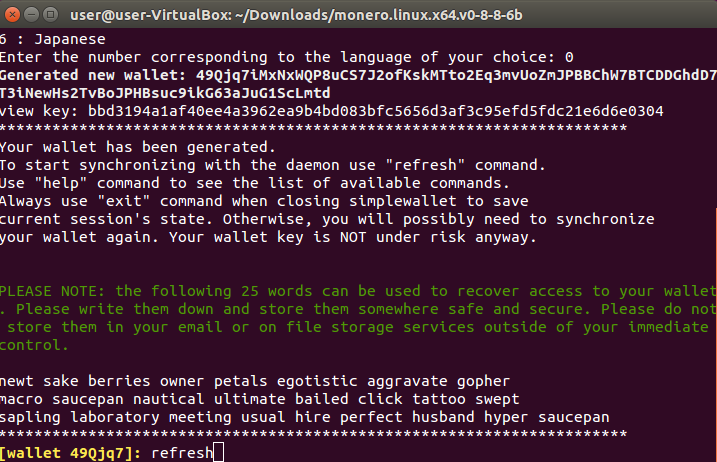 user@user-VirtualBox: ~/Downloads/monero.linux.x64.v0-8-8-6b
6 : Japanese
Enter the number corresponding to the language of your choice: 0
Generated new wallet: 49Qjq7iMxNxWQP8uCS7J2ofKskMTto2Eq3mvUoZmJPBBChW7BTCDDGhdD7
T3iNewHs2TvBoJPHBsuc9ikG63aJuG1ScLmtd
view key: bbd3194a1af40ee4a3962ea9b4bd083bfc5656d3af3c95efd5fdc21e6d6e0304
**********************************************************************
Your wallet has been generated.
To start synchronizing with the daemon use "refresh" command.
Use "help" command to see the list of available commands.
Always use "exit" command when closing simplewallet to save
current session's state. Otherwise, you will possibly need to synchronize
your wallet again. Your wallet key is NOT under risk anyway.
PLEASE NOTE: the following 25 words can be used to recover access to your wallet
. Please write them down and store them somewhere safe and secure. Please do not
 store them in your email or on file storage services outside of your immediate
control.
newt sake berries owner petals egotistic aggravate gopher
macro saucepan nautical ultimate bailed click tattoo swept
sapling laboratory meeting usual hire perfect husband hyper saucepan
**********************************************************************
[wallet 49Qjq7]: refresh